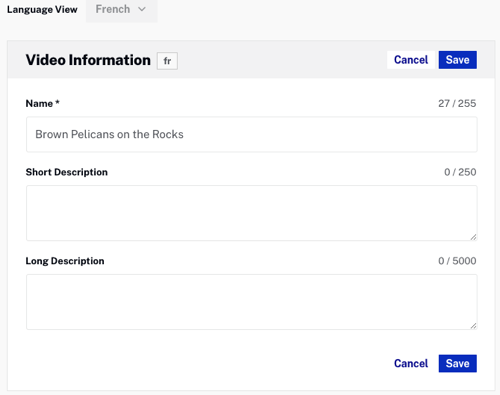 Language View French
Video Information fr Cancel Save
Name * 27 / 255
Brown Pelicans on the Rocks
Short Description 0 / 250
Long Description 0 / 5000
Cancel Save